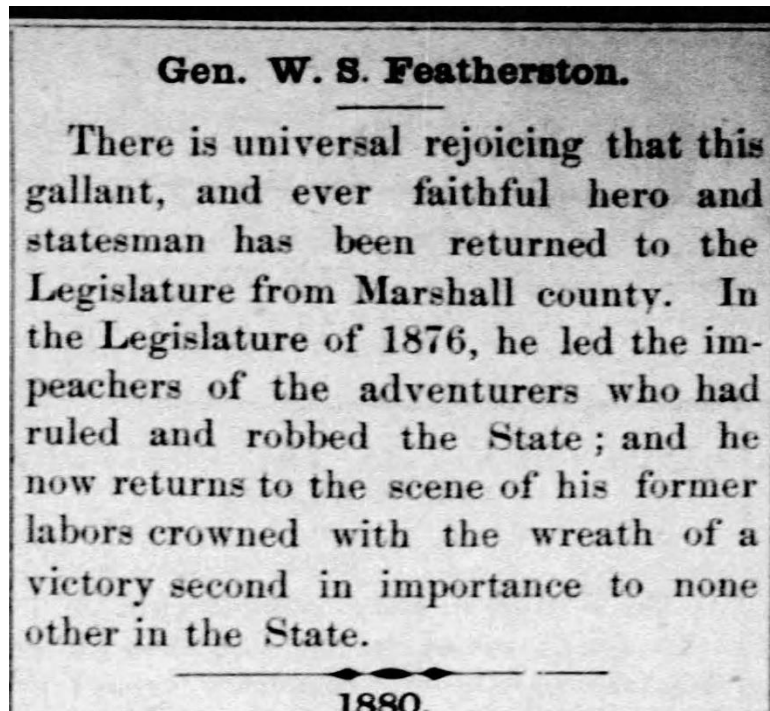 Gen. W. S. Featherston.
There is universal rejoicing that this
gallant, and ever faithful hero and
statesman has been returned to the
Legislature from Marshall county. In
the Legislature of 1876, he led the im-
peachers of the adventurers who had
ruled and robbed the State ; and he
now returns to the scene of his former
labors crowned with the wreath of a
victory second in importance to none
other in the State.
1880.